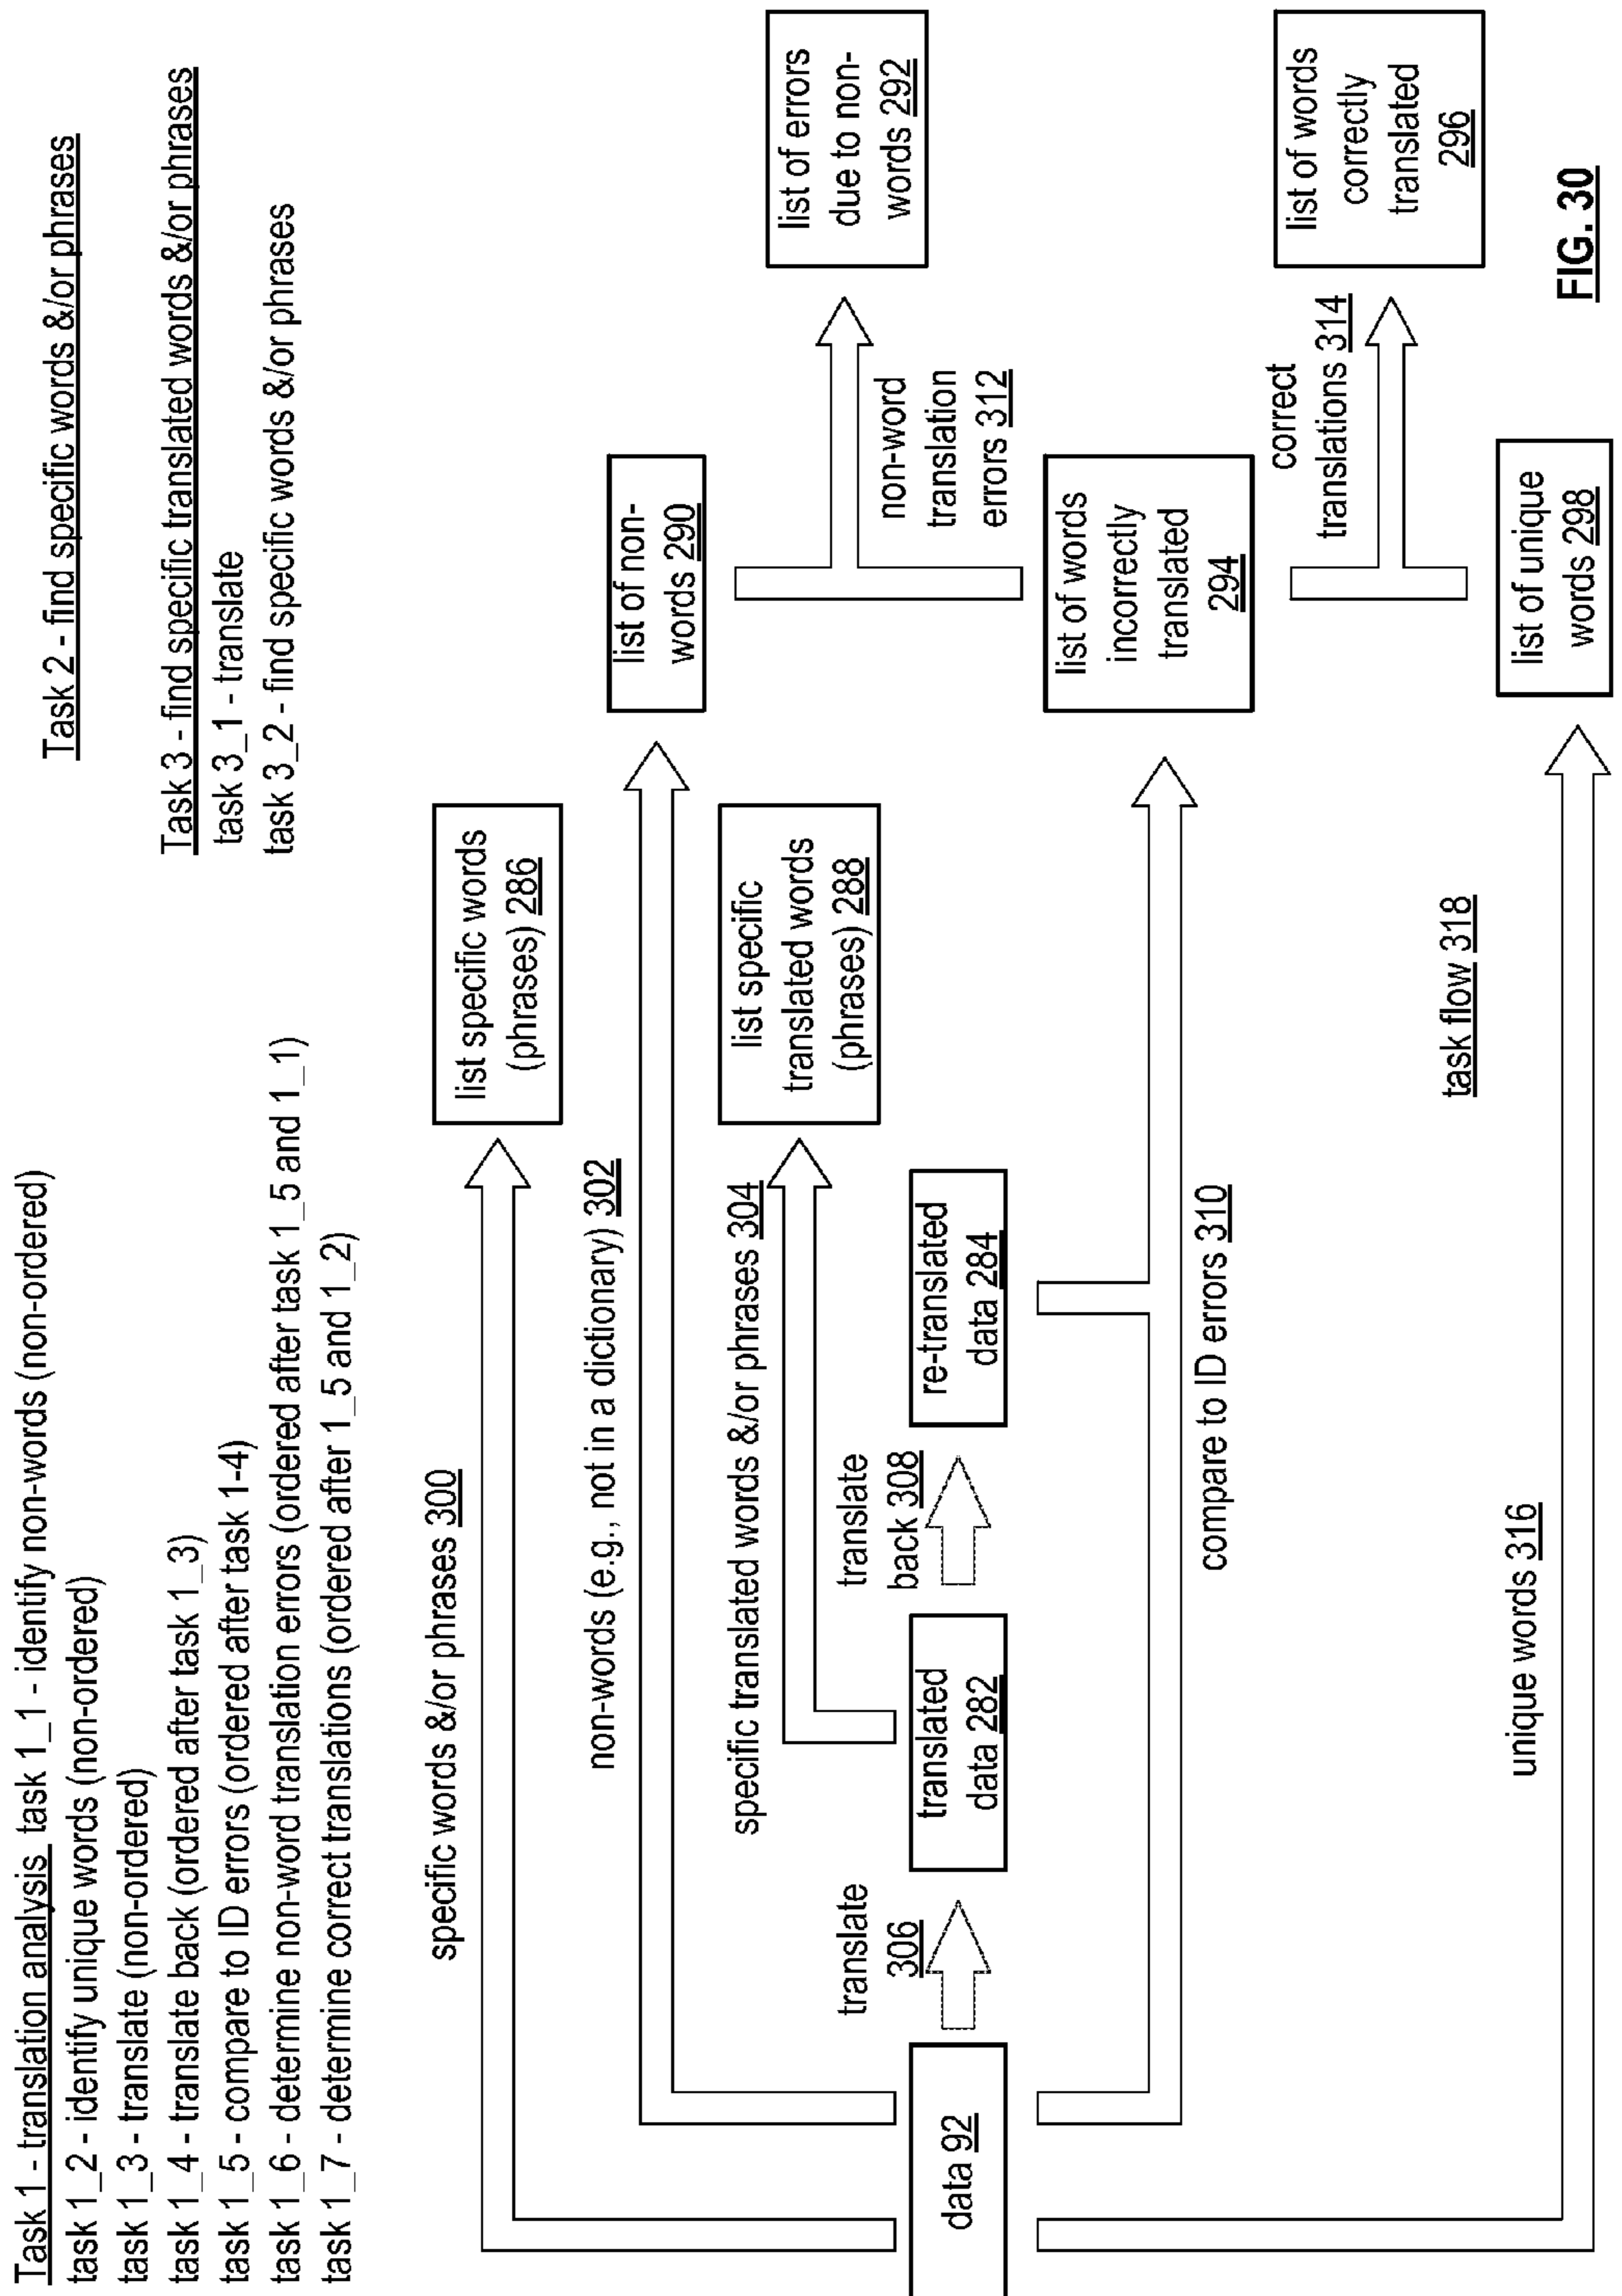 Task 1 - translation analysis task 1_1 - identify non-words (non-ordered)
task 1_2 - identify unique words (non-ordered)
task 1_3 - translate (non-ordered)
task 1_4 - translate back (ordered after task 1_3)
task 1_5 - compare to ID errors (ordered after task 1-4)
task 1_6 - determine non-word translation errors (ordered after task 1_5 and 1_1)
task 1_7 - determine correct translations (ordered after 1_5 and 1_2)
Task 2 - find specific words &/or phrases
Task 3 - find specific translated words &/or phrases
task 3_1 - translate
task 3_2 - find specific words &/or phrases
specific words &/or phrases 300
list specific words
(phrases) 286
non-words (e.g., not in a dictionary) 302
list of non-
words 290
specific translated words &/or phrases 304
list specific
translated words
(phrases) 288
list of errors
due to non-
words 292
non-word
translation
errors 312
data 92
translate
306
translated
data 282
translate
back 308
re-translated
data 284
compare to ID errors 310
list of words
incorrectly
translated
294
correct
translations 314
list of words
correctly
translated
296
task flow 318
unique words 316
list of unique
words 298
FIG. 30